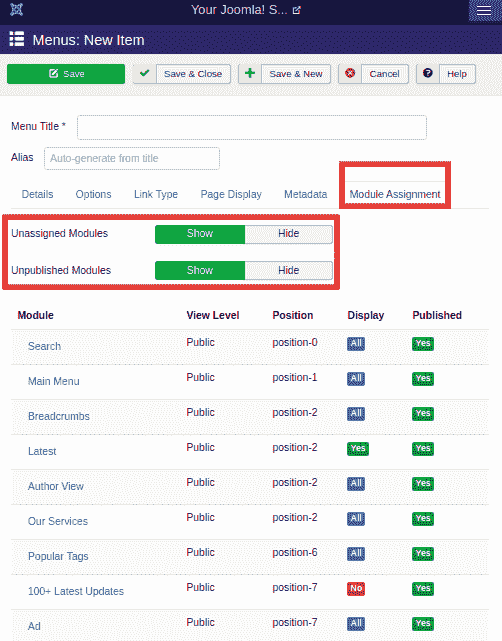 Your Joomla! S...
Menus: New Item
Save Save & Close Save & New Cancel Help
Menu Title *
Alias Auto-generate from title
Details Options Link Type Page Display Metadata Module Assignment
Unassigned Modules Show Hide
Unpublished Modules Show Hide
Module View Level Position Display Published
Search Public position-0 All Yes
Main Menu Public position-1 All Yes
Breadcrumbs Public position-2 All Yes
Latest Public position-2 Yes Yes
Author View Public position-2 All Yes
Our Services Public position-2 All Yes
Popular Tags Public position-6 All Yes
100+ Latest Updates Public position-7 No Yes
Ad Public position-7 All Yes